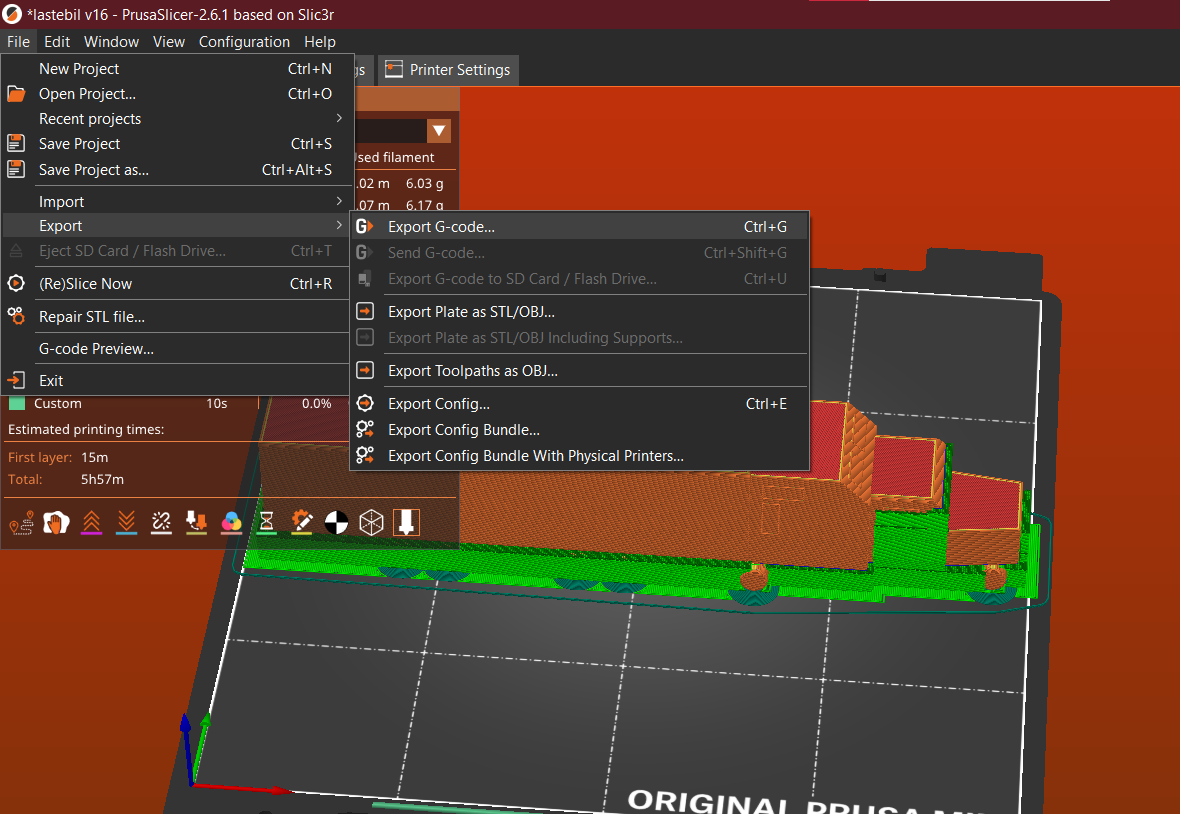 *lastebil v16 - PrusaSlicer-2.6.1 based on Slic3r
File Edit Window View Configuration Help
Printer Settings
New Project Ctrl+N
Open Project... Ctrl+O
Recent projects
Save Project Ctrl+S
Save Project as... Ctrl+Alt+S
Import
Export
Eject SD Card / Flash Drive... Ctrl+T
(Re)Slice Now Ctrl+R
Repair STL file...
G-code Preview...
Exit
Used filament
.02 m 6.03 g
.07 m 6.17 g
Export G-code... Ctrl+G
Send G-code... Ctrl+Shift+G
Export G-code to SD Card / Flash Drive... Ctrl+U
Export Plate as STL/OBJ...
Export Plate as STL/OBJ Including Supports...
Export Toolpaths as OBJ...
Export Config... Ctrl+E
Export Config Bundle...
Export Config Bundle With Physical Printers...
Custom 10s 0.0%
Estimated printing times:
First layer: 15m
Total: 5h57m
ORIGINAL PRUSA